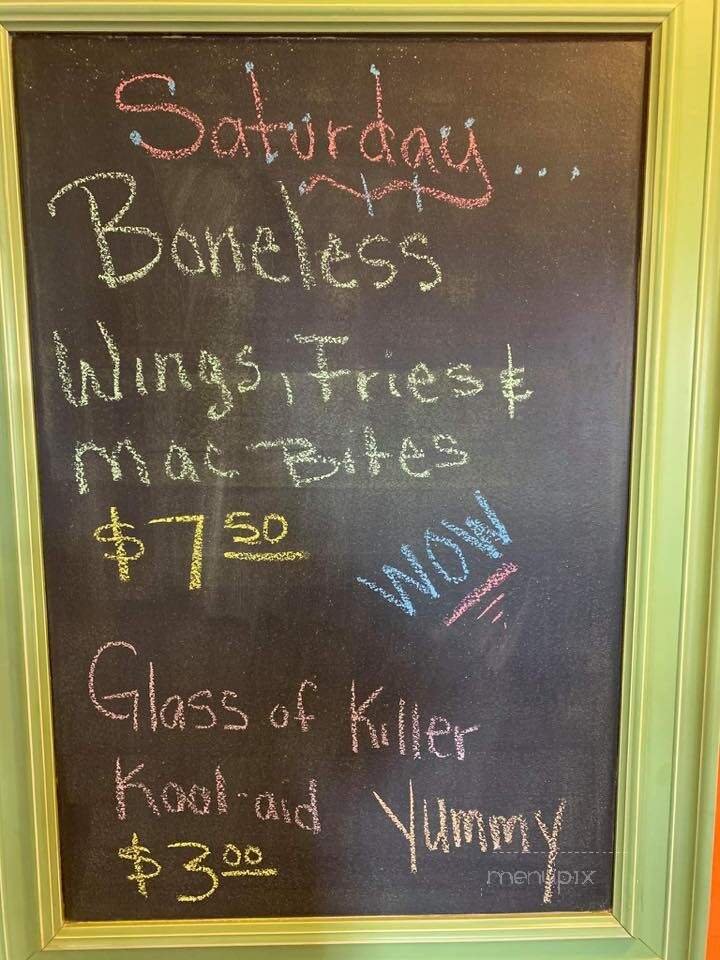 Saturday...
Boneless
Wings, Fries &
Mac Bites
$7.50
WOW
Glass of Killer
Kool-aid
Yummy
$3.00
menupix